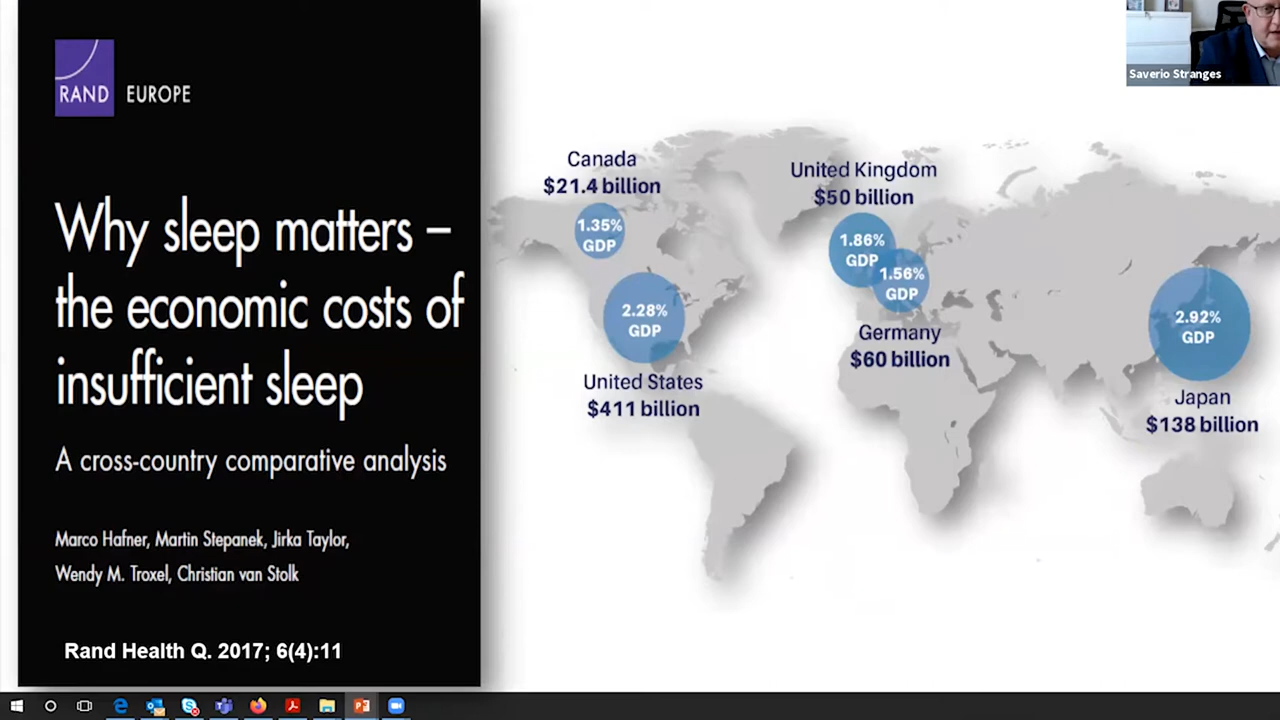 RAND EUROPE
Why sleep matters –
the economic costs of
insufficient sleep
A cross-country comparative analysis
Marco Hafner, Martin Stepanek, Jirka Taylor,
Wendy M. Troxel, Christian van Stolk
Rand Health Q. 2017; 6(4):11
Canada
$21.4 billion
1.35%
GDP
2.28%
GDP
United States
$411 billion
United Kingdom
$50 billion
1.86%
GDP
1.56%
GDP
Germany
$60 billion
2.92%
GDP
Japan
$138 billion
Saverio Stranges